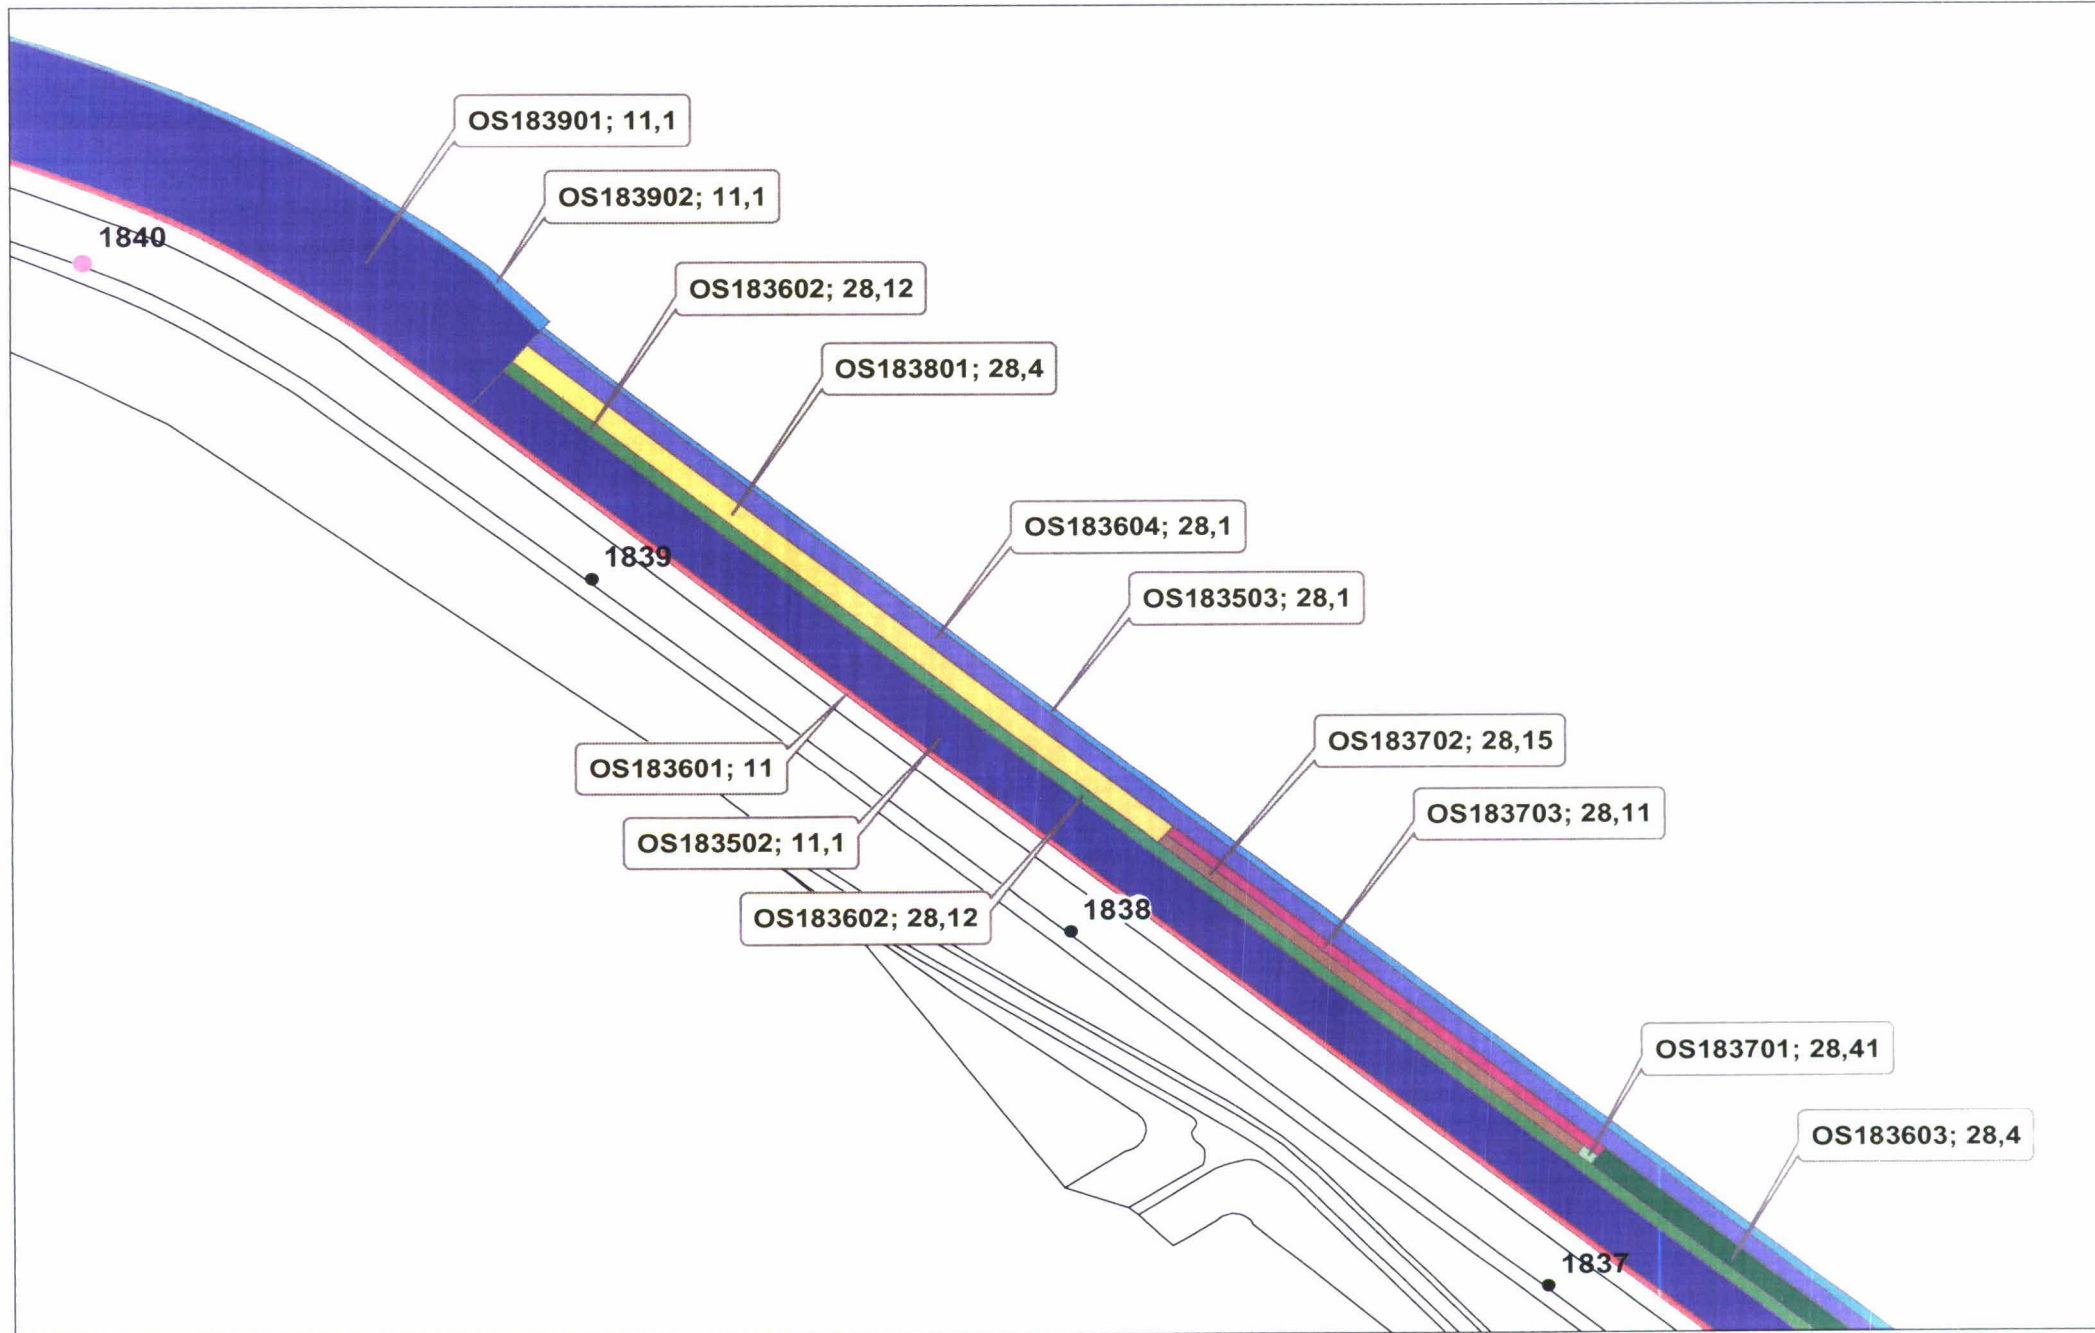 OS183901; 11,1
OS183902; 11,1
1840
OS183602; 28,12
OS183801; 28,4
OS183604; 28,1
1839
OS183503; 28,1
OS183702; 28,15
OS183601; 11
OS183703; 28,11
OS183502; 11,1
1838
OS183602; 28,12
OS183701; 28,41
OS183603; 28,4
1837